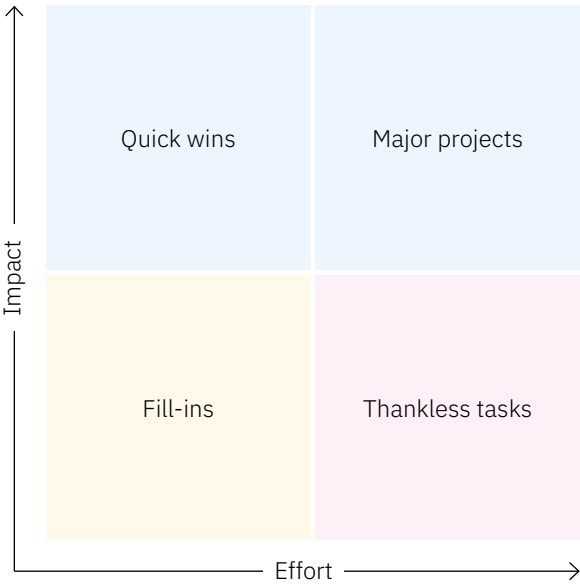 Quick wins
Major projects
Impact
Fill-ins
Thankless tasks
Effort